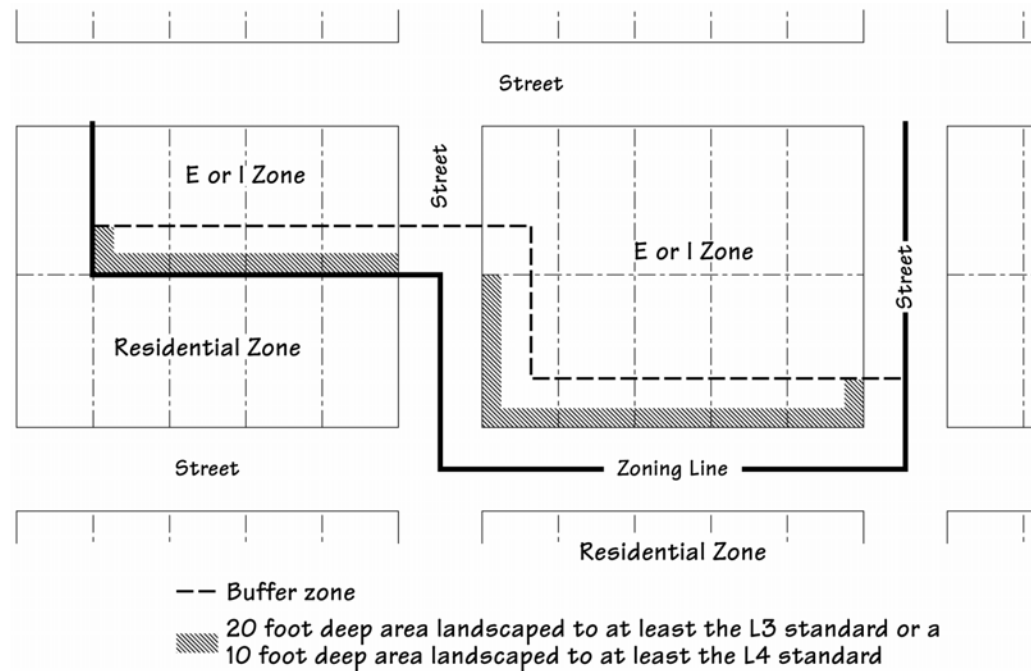 Street
E or I Zone
Street
E or I Zone
Street
Residential Zone
Street
Zoning Line
Residential Zone
Buffer zone
20 foot deep area landscaped to at least the L3 standard or a
10 foot deep area landscaped to at least the L4 standard